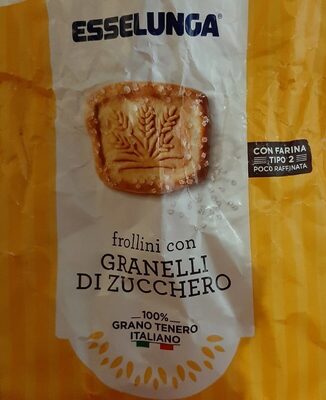 ESSELUNGA®
CON FARINA
TIPO 2
POCO RAFFINATA
frollini con
GRANELLI
DI ZUCCHERO
100%
GRANO TENERO
ITALIANO